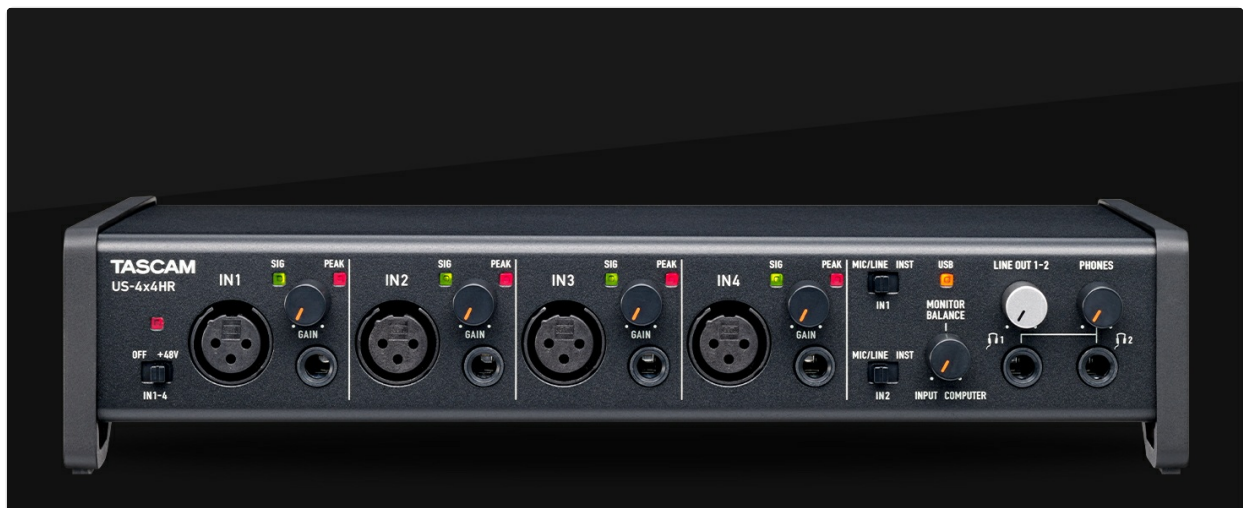 TASCAM
US-4x4HR
OFF +48V
IN1-4
IN1
SIG
PEAK
GAIN
IN2
SIG
PEAK
GAIN
IN3
SIG
PEAK
GAIN
IN4
SIG
PEAK
GAIN
MIC/LINE INST
IN1
MIC/LINE INST
IN2
USB
MONITOR
BALANCE
INPUT COMPUTER
LINE OUT 1-2
PHONES
1
2